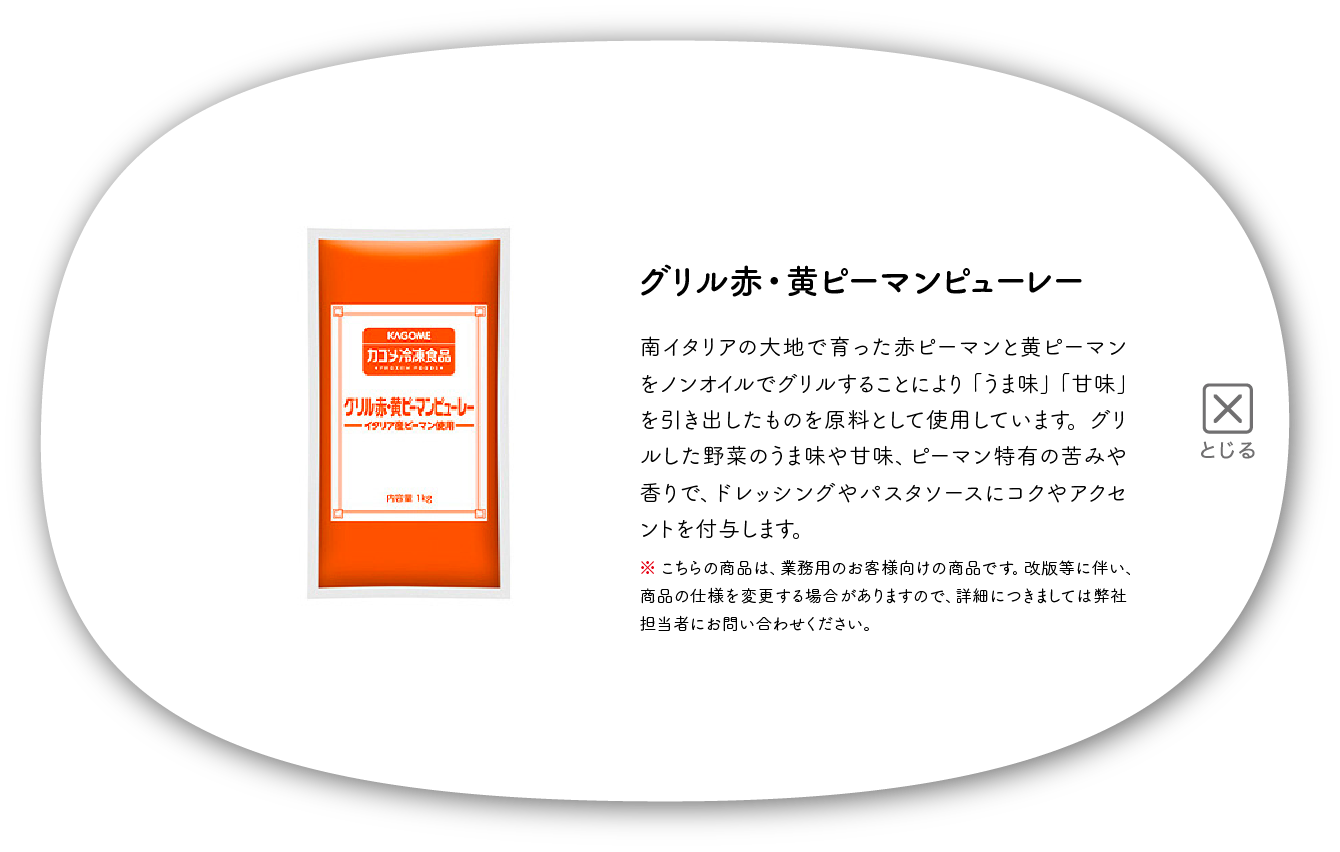 KAGOME
カゴメ冷凍食品
FROZEN FOODS
グリル赤・黄ピーマンピューレー
イタリア産ピーマン使用
内容量 1kg
グリル赤・黄ピーマンピューレー
南イタリアの大地で育った赤ピーマンと黄ピーマン
をノンオイルでグリルすることにより「うま味」「甘味」
を引き出したものを原料として使用しています。グリ
ルした野菜のうま味や甘味、ピーマン特有の苦みや
香りで、ドレッシングやパスタソースにコクやアクセ
ントを付与します。
※ こちらの商品は、業務用のお客様向けの商品です。改版等に伴い、
商品の仕様を変更する場合がありますので、詳細につきましては弊社
担当者にお問い合わせください。
とじる